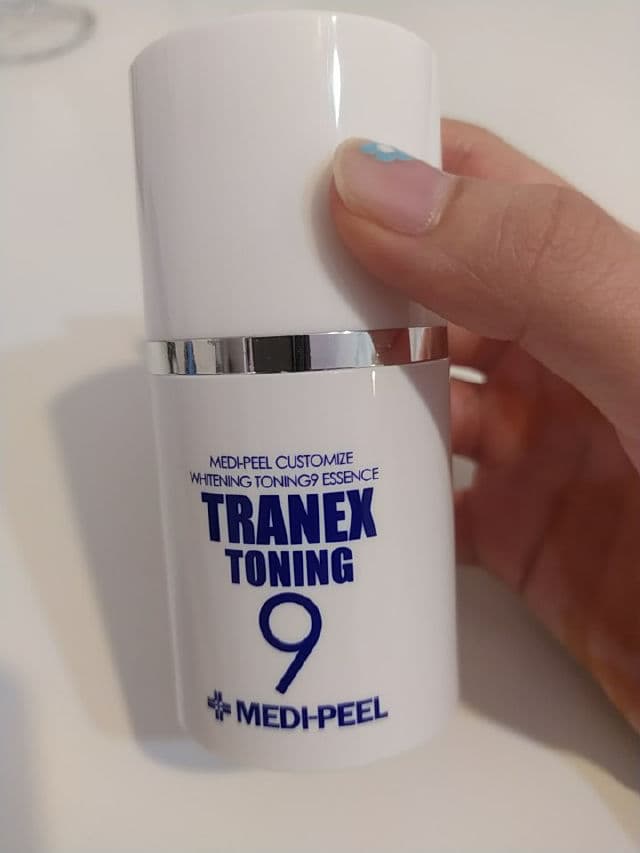 MEDI-PEEL CUSTOMIZE
WHITENING TONING9 ESSENCE
TRANEX
TONING
9
MEDI-PEEL